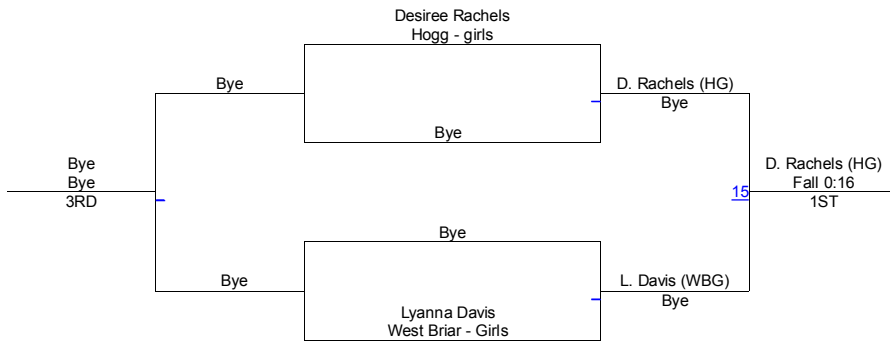 Desiree Rachels
Hogg - girls
Bye
D. Rachels (HG)
Bye
Bye
Bye
Bye
3RD
D. Rachels (HG)
15
Fall 0:16
1ST
Bye
Bye
L. Davis (WBG)
Bye
Lyanna Davis
West Briar - Girls